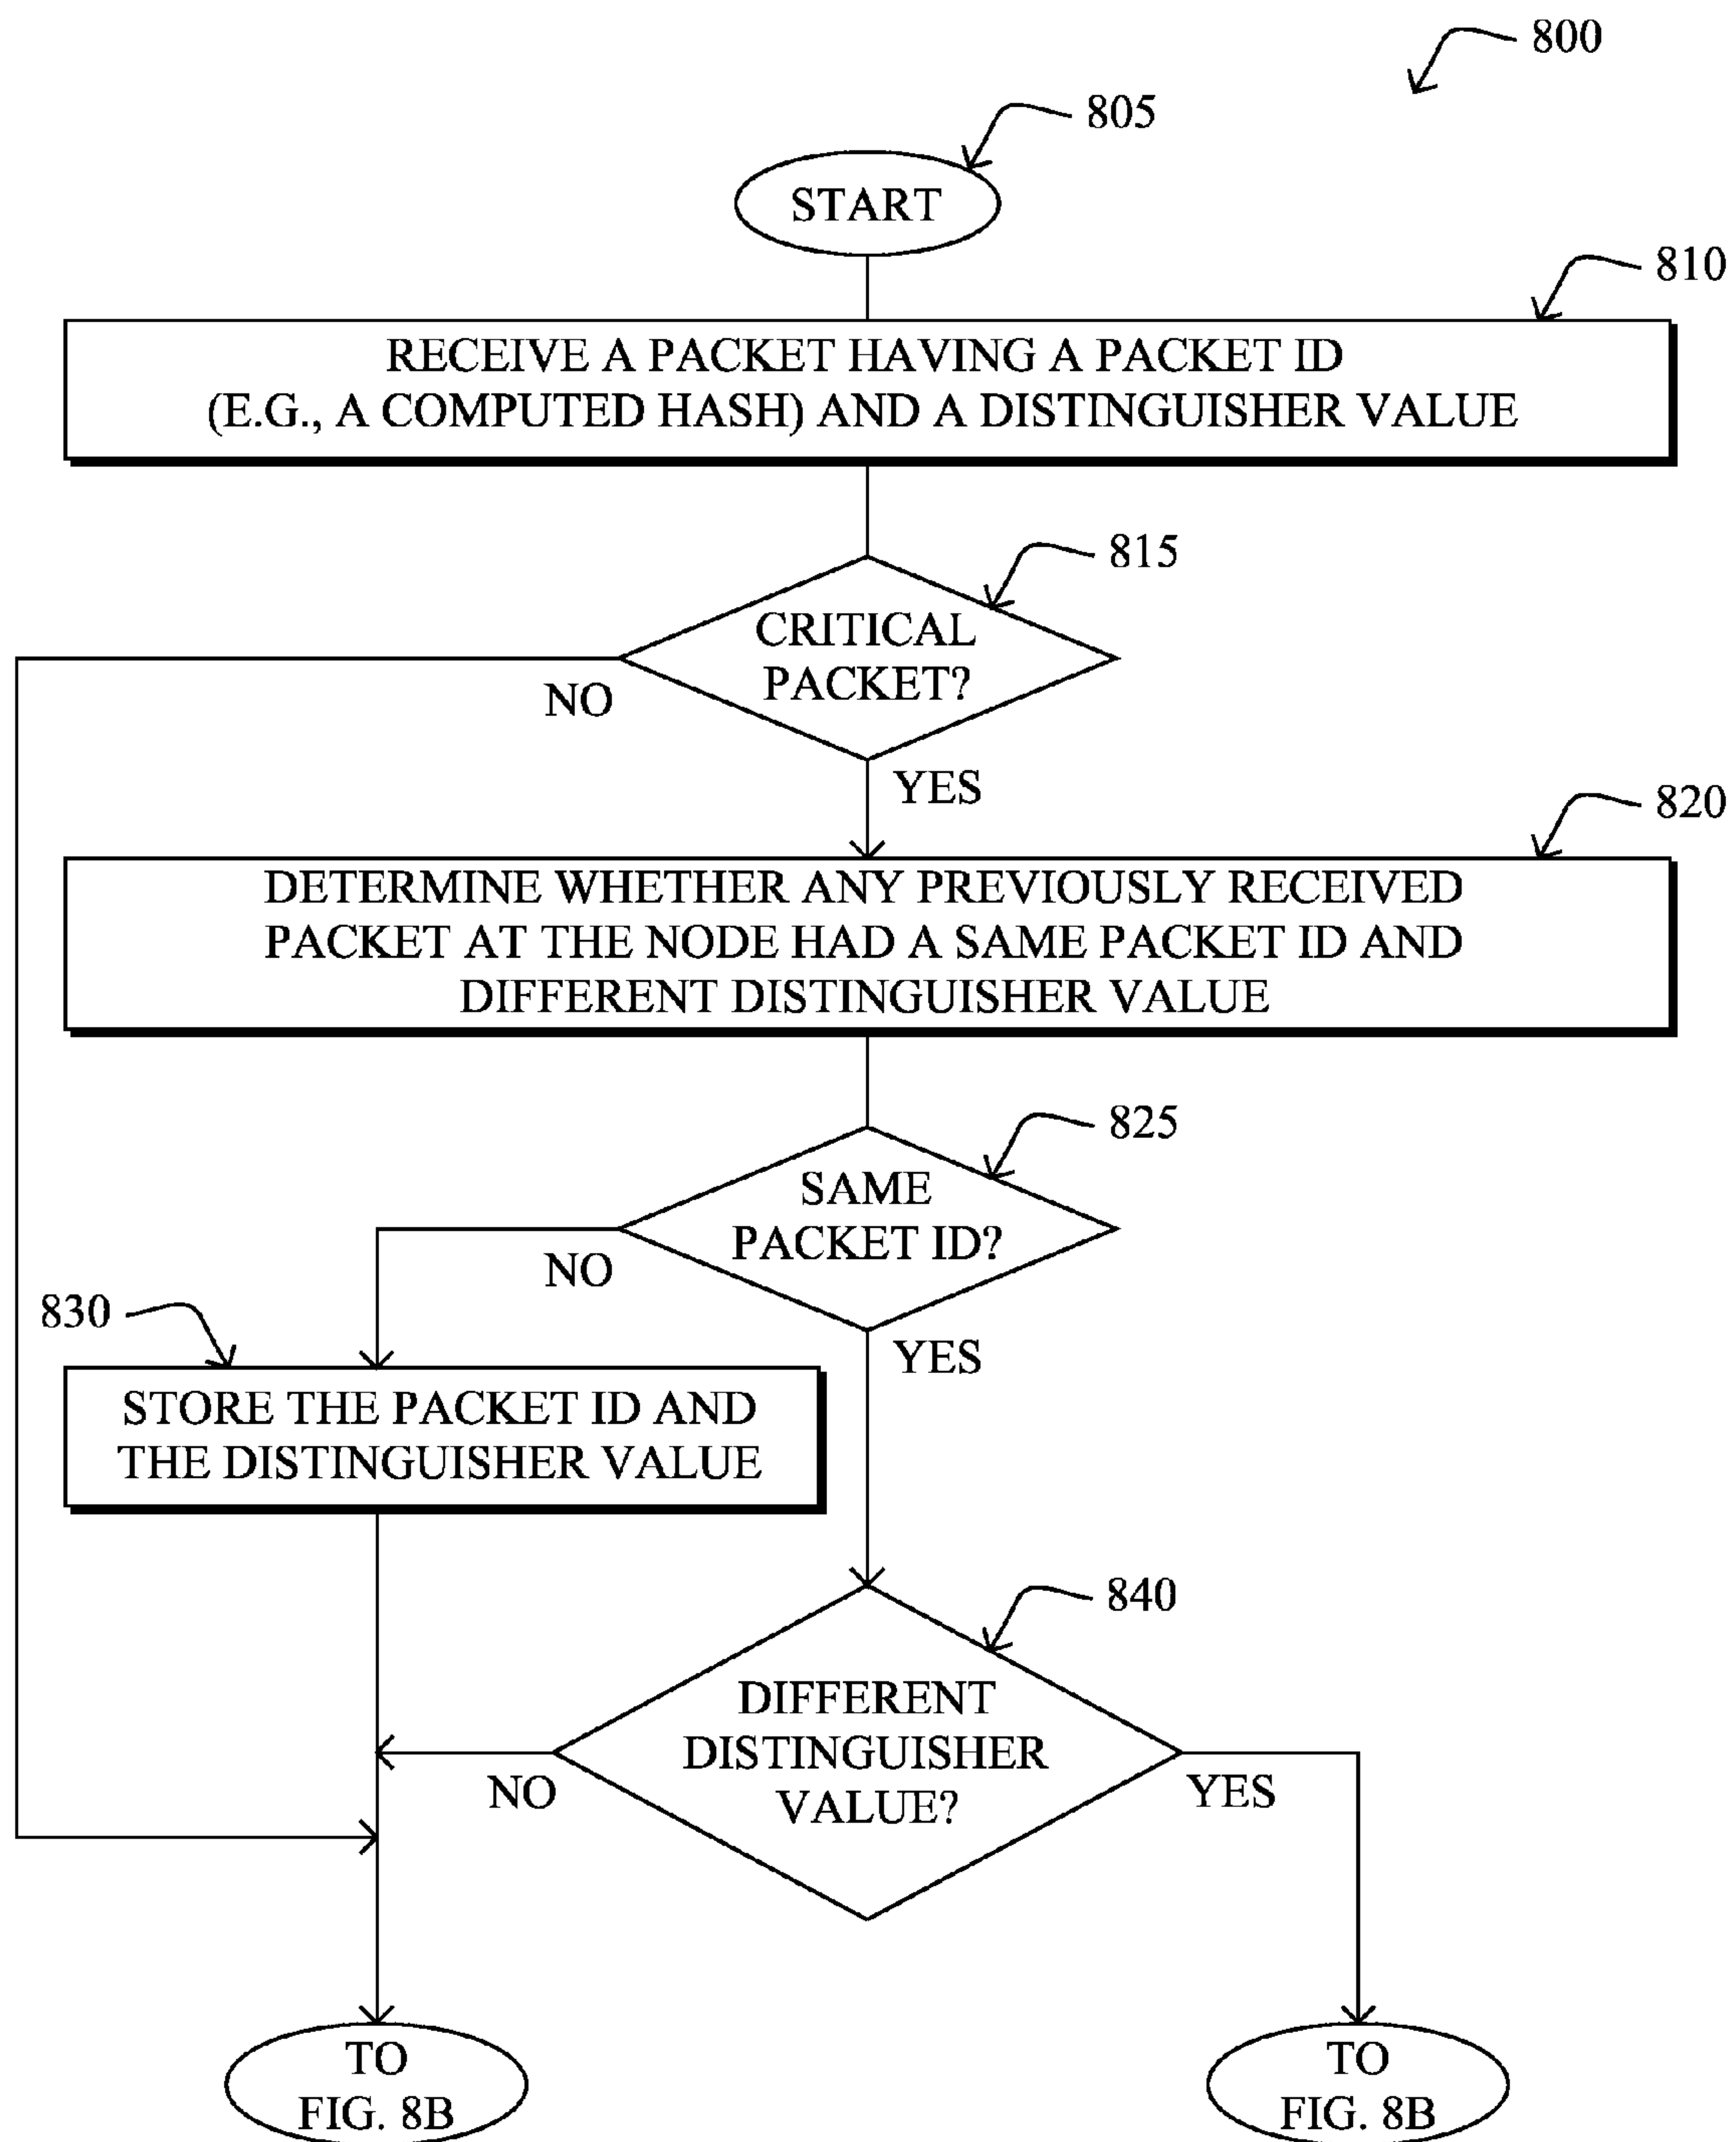 800
805
START
810
RECEIVE A PACKET HAVING A PACKET ID
(E.G., A COMPUTED HASH) AND A DISTINGUISHER VALUE
815
CRITICAL
PACKET?
NO
YES
820
DETERMINE WHETHER ANY PREVIOUSLY RECEIVED
PACKET AT THE NODE HAD A SAME PACKET ID AND
DIFFERENT DISTINGUISHER VALUE
825
SAME
PACKET ID?
NO
YES
830
STORE THE PACKET ID AND
THE DISTINGUISHER VALUE
840
DIFFERENT
DISTINGUISHER
VALUE?
NO
YES
TO
FIG. 8B
TO
FIG. 8B